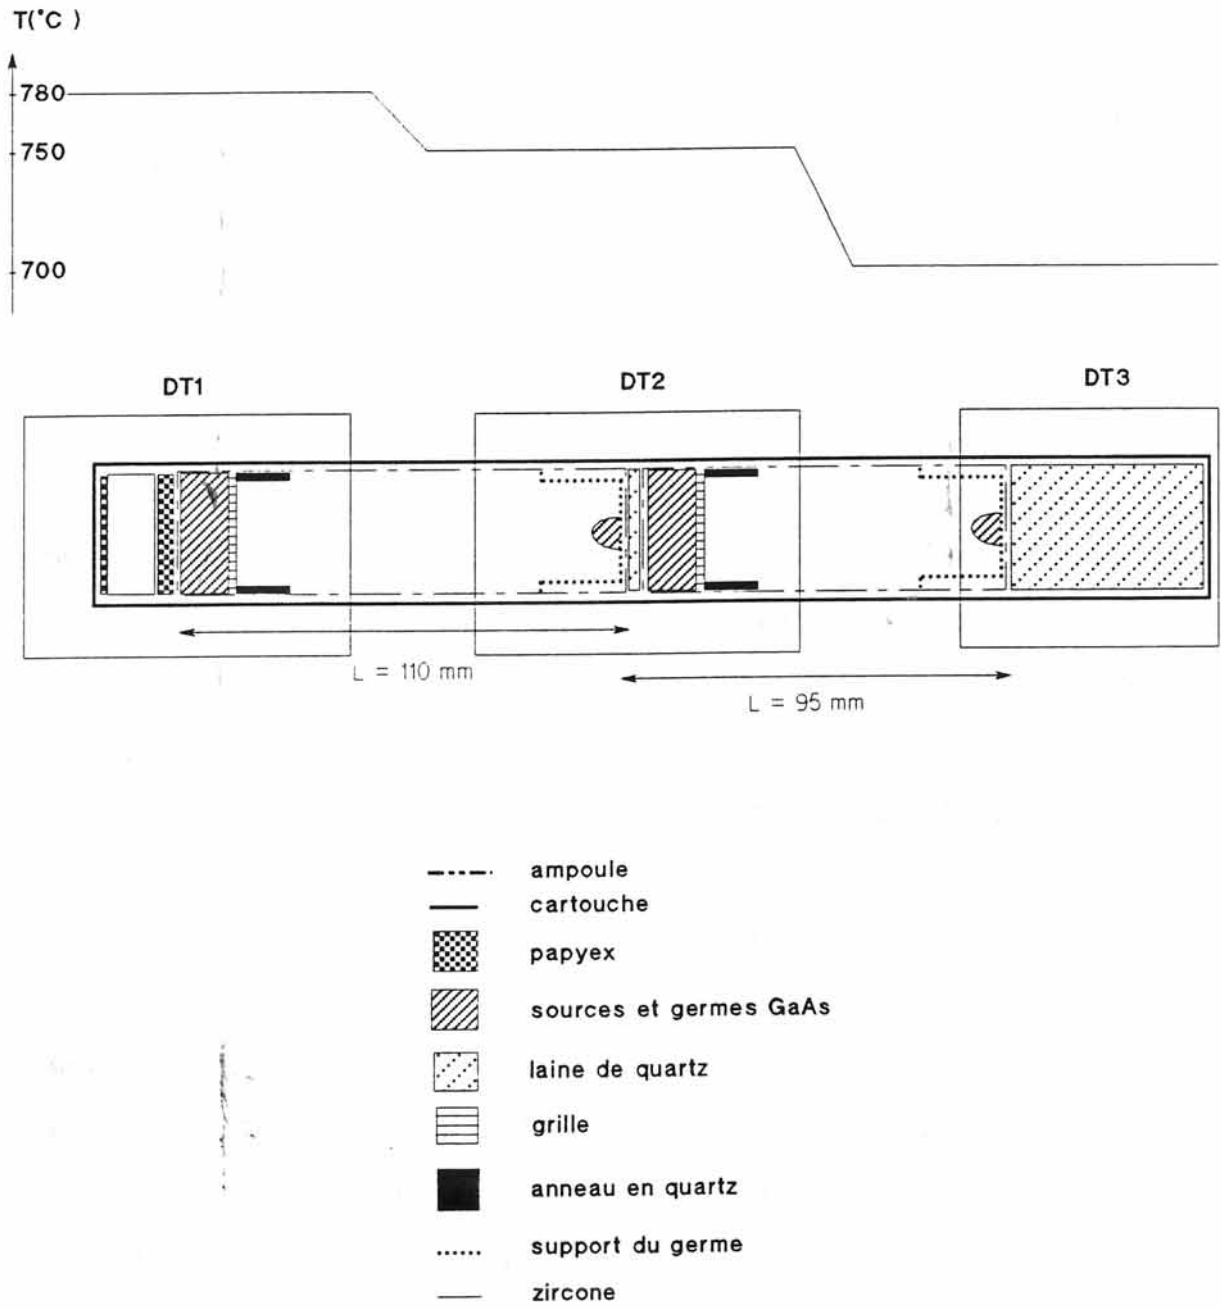 T(°C )
780
750
700
DT1
DT2
DT3
L = 110 mm
L = 95 mm
ampoule
cartouche
papyex
sources et germes GaAs
laine de quartz
grille
anneau en quartz
support du germe
zircone